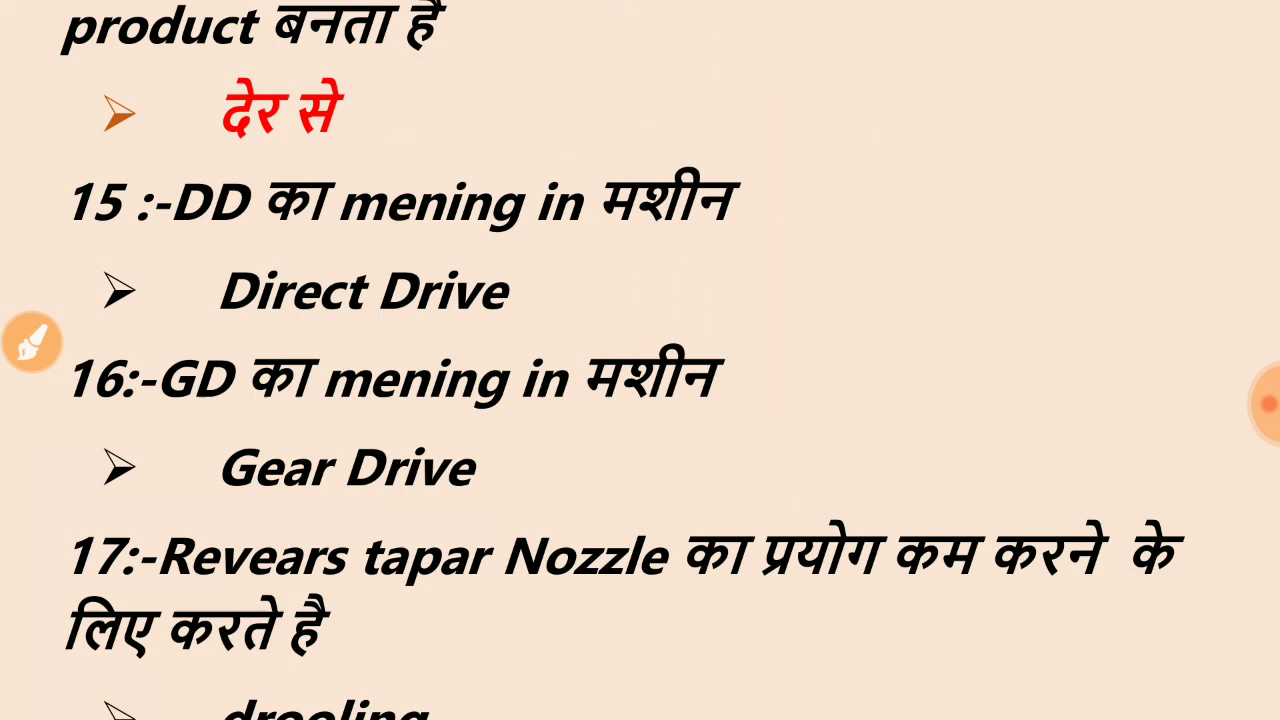 product बनता है
➢ देर से
15 :-DD का mening in मशीन
➢ Direct Drive
16:-GD का mening in मशीन
➢ Gear Drive
17:-Revears tapar Nozzle का प्रयोग कम करने के
लिए करते है
➢ drooling